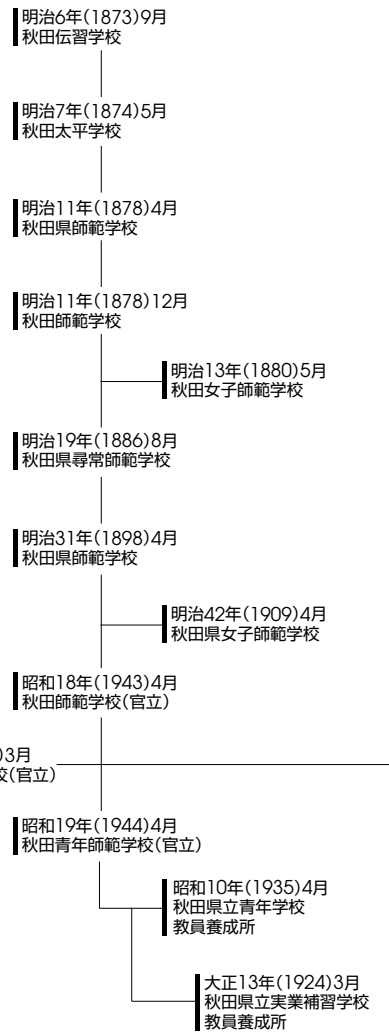 明治6年(1873)9月
秋田伝習学校
明治7年(1874)5月
秋田太平学校
明治11年(1878)4月
秋田県師範学校
明治11年(1878)12月
秋田師範学校
明治13年(1880)5月
秋田女子師範学校
明治19年(1886)8月
秋田県尋常師範学校
明治31年(1898)4月
秋田県師範学校
明治42年(1909)4月
秋田県女子師範学校
昭和18年(1943)4月
秋田師範学校(官立)
)3月
校(官立)
昭和19年(1944)4月
秋田青年師範学校(官立)
昭和10年(1935)4月
秋田県立青年学校
教員養成所
大正13年(1924)3月
秋田県立実業補習学校
教員養成所